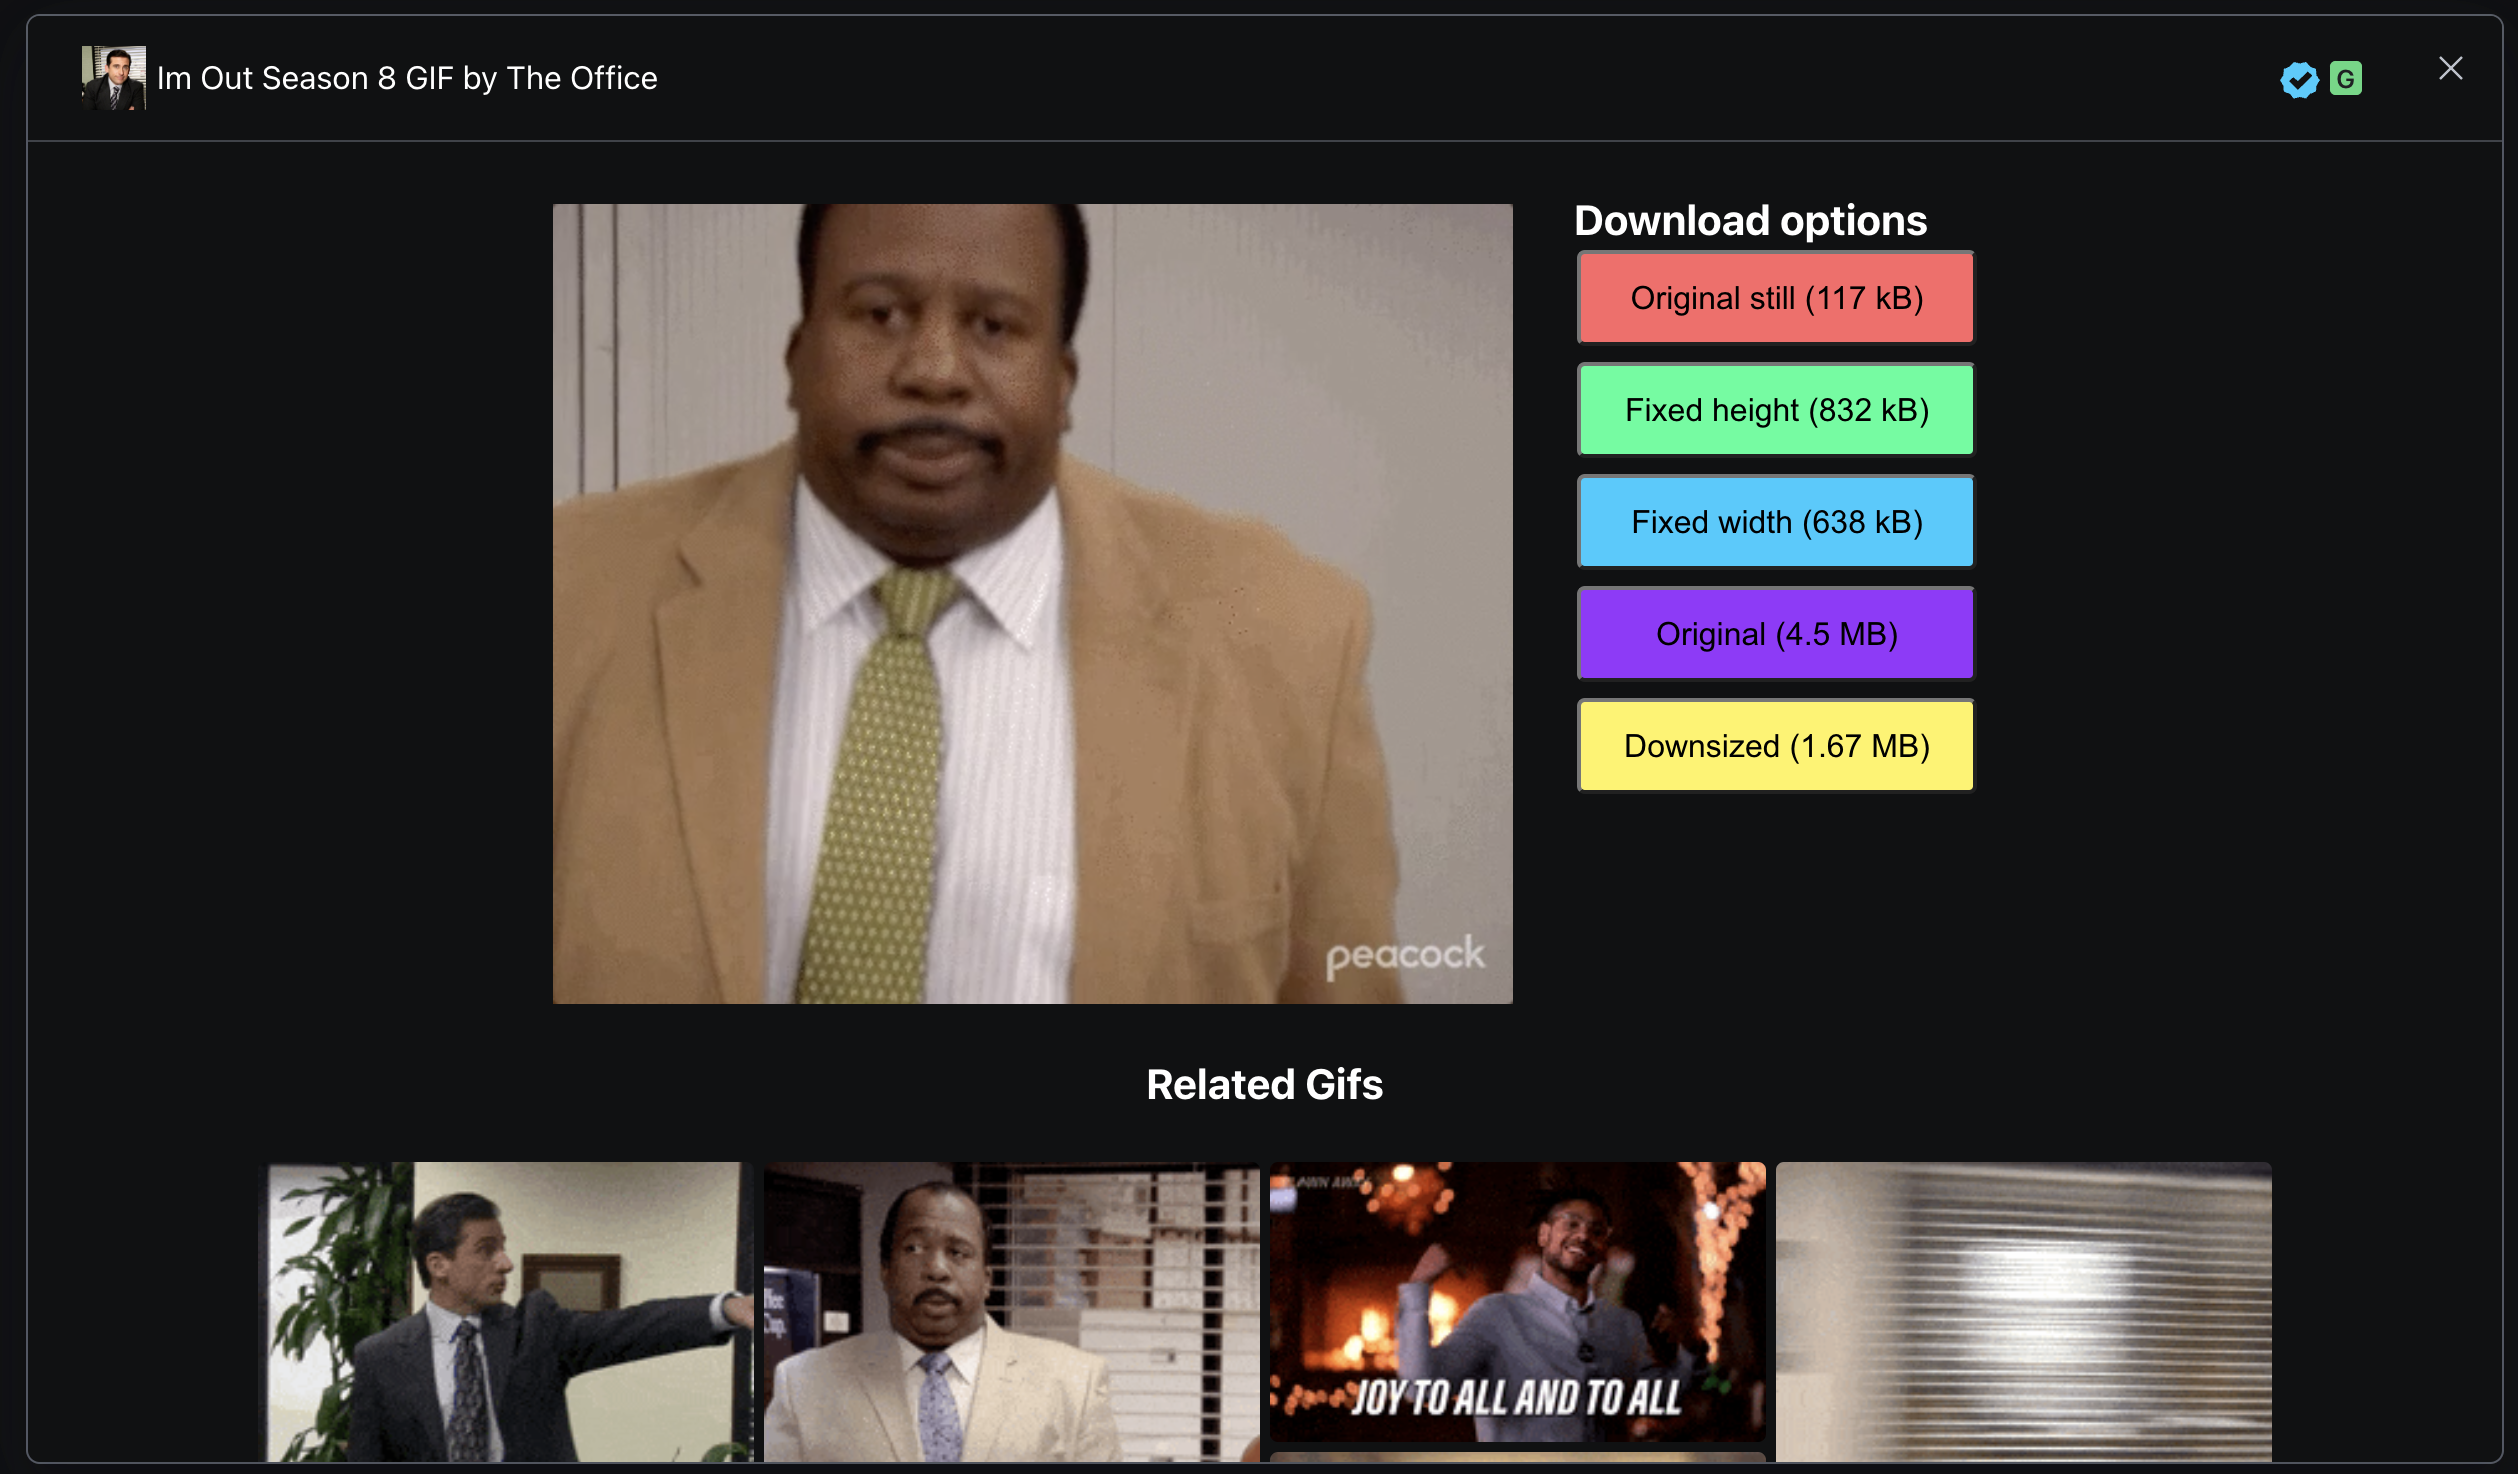 Im Out Season 8 GIF by The Office
G
Download options
Original still (117 kB)
Fixed height (832 kB)
Fixed width (638 kB)
Original (4.5 MB)
Downsized (1.67 MB)
peacock
Related Gifs
JOY TO ALL AND TO ALL